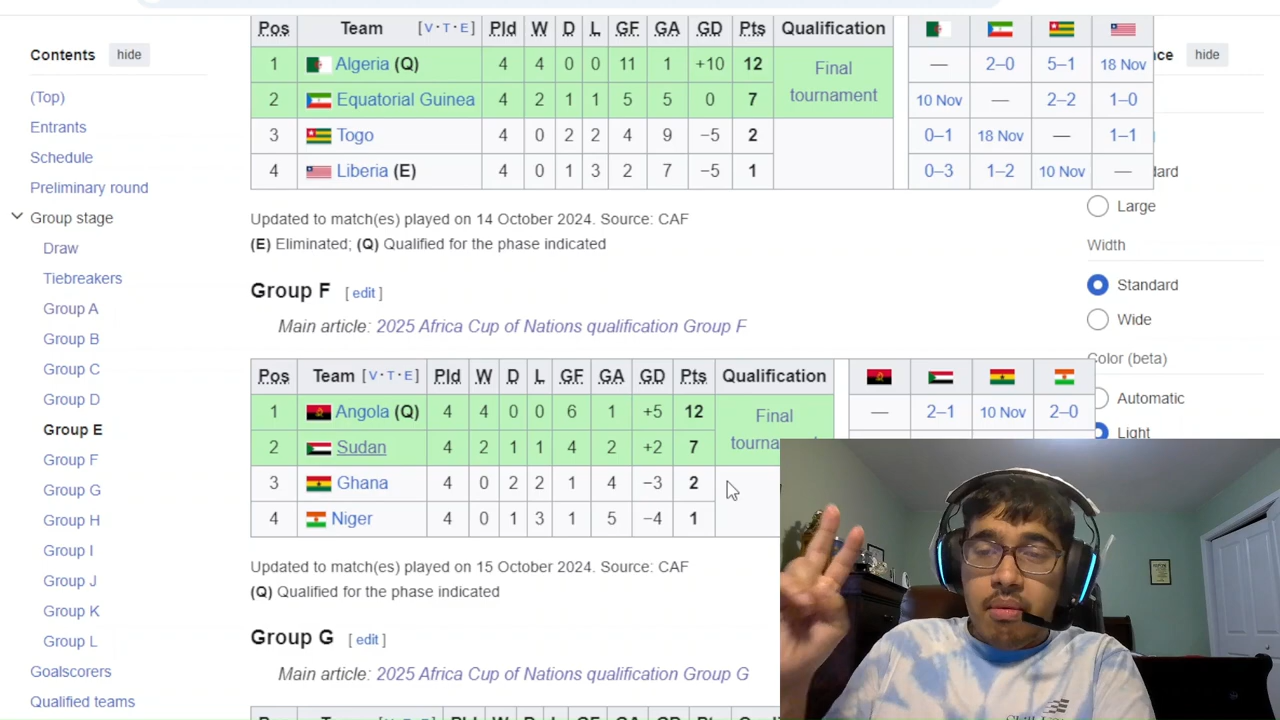 Contents hide
(Top)
Entrants
Schedule
Preliminary round
Group stage
Draw
Tiebreakers
Group A
Group B
Group C
Group D
Group E
Group F
Group G
Group H
Group I
Group J
Group K
Group L
Goalscorers
Qualified teams
Pos Team [V·T·E] Pld W D L GF GA GD Pts Qualification
1 Algeria (Q) 4 4 0 0 11 1 +10 12 Final tournament — 2–0 5–1 18 Nov
2 Equatorial Guinea 4 2 1 1 5 5 0 7 10 Nov — 2–2 1–0
3 Togo 4 0 2 2 4 9 −5 2 0–1 18 Nov — 1–1
4 Liberia (E) 4 0 1 3 2 7 −5 1 0–3 1–2 10 Nov —
Updated to match(es) played on 14 October 2024. Source: CAF
(E) Eliminated; (Q) Qualified for the phase indicated
Group F [ edit ]
Main article: 2025 Africa Cup of Nations qualification Group F
Pos Team [V·T·E] Pld W D L GF GA GD Pts Qualification
1 Angola (Q) 4 4 0 0 6 1 +5 12 Final — 2–1 10 Nov 2–0
2 Sudan 4 2 1 1 4 2 +2 7
3 Ghana 4 0 2 2 1 4 −3 2
4 Niger 4 0 1 3 1 5 −4 1
Updated to match(es) played on 15 October 2024. Source: CAF
(Q) Qualified for the phase indicated
Group G [ edit ]
Main article: 2025 Africa Cup of Nations qualification Group G
hide
Large
Width
Standard
Wide
Color (beta)
Automatic
Light